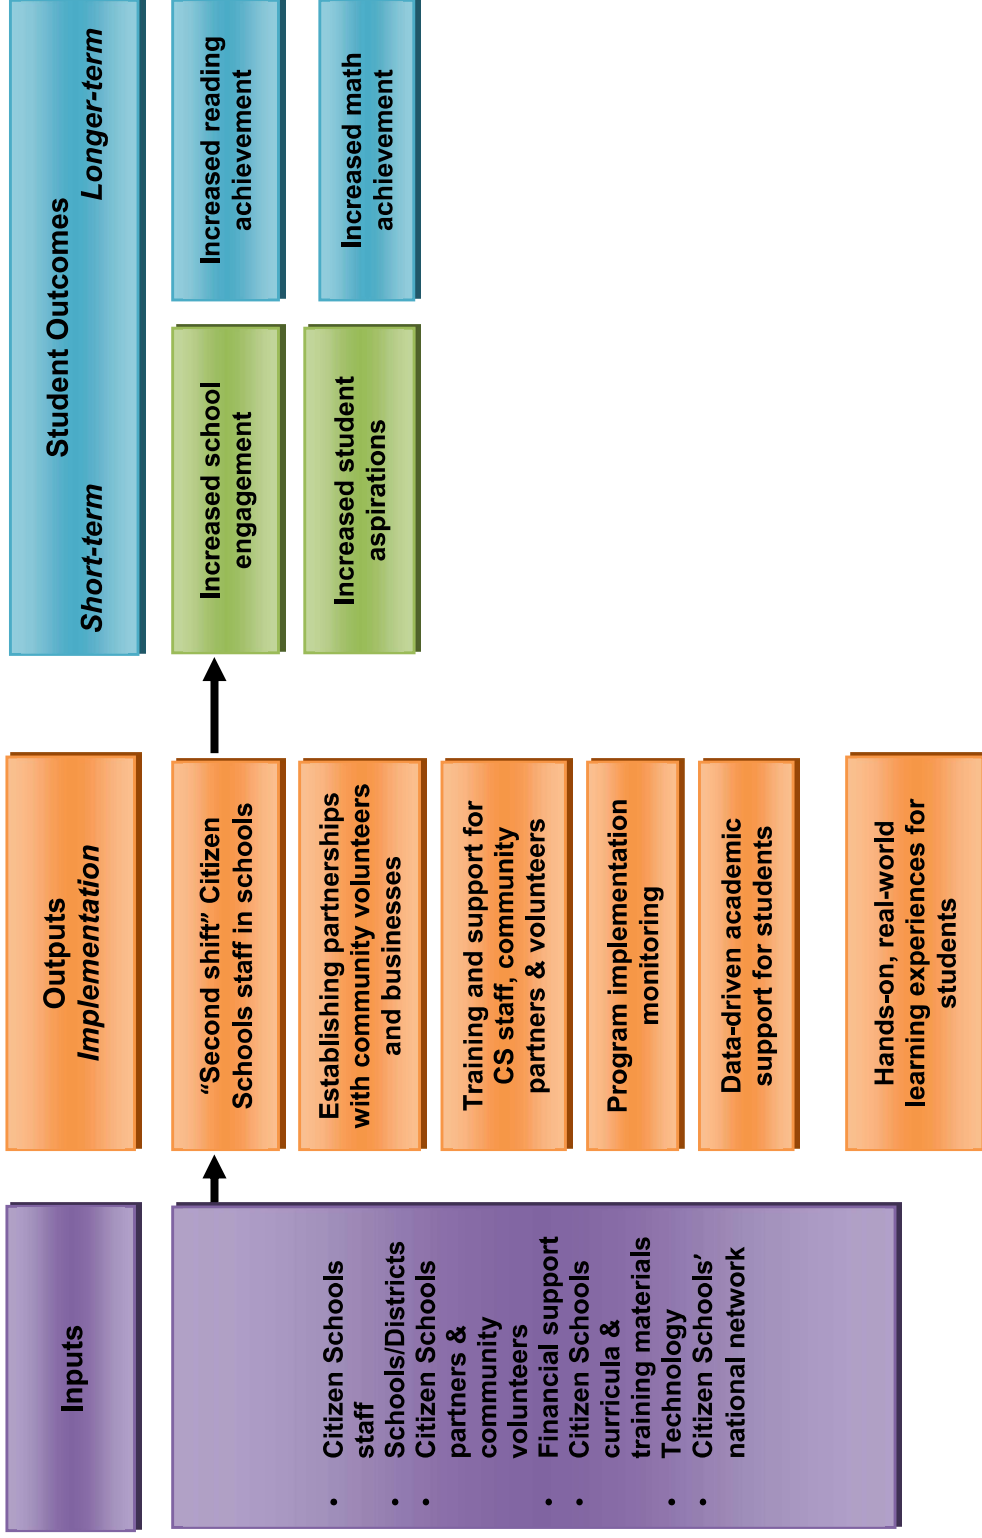 Inputs
• Citizen Schools
staff
• Schools/Districts
• Citizen Schools
partners &
community
volunteers
• Financial support
• Citizen Schools
curricula &
training materials
• Technology
• Citizen Schools’
national network
Outputs
Implementation
“Second shift” Citizen
Schools staff in schools
Establishing partnerships
with community volunteers
and businesses
Training and support for
CS staff, community
partners & volunteers
Program implementation
monitoring
Data-driven academic
support for students
Hands-on, real-world
learning experiences for
students
Student Outcomes
Short-term Longer-term
Increased school
engagement
Increased student
aspirations
Increased reading
achievement
Increased math
achievement